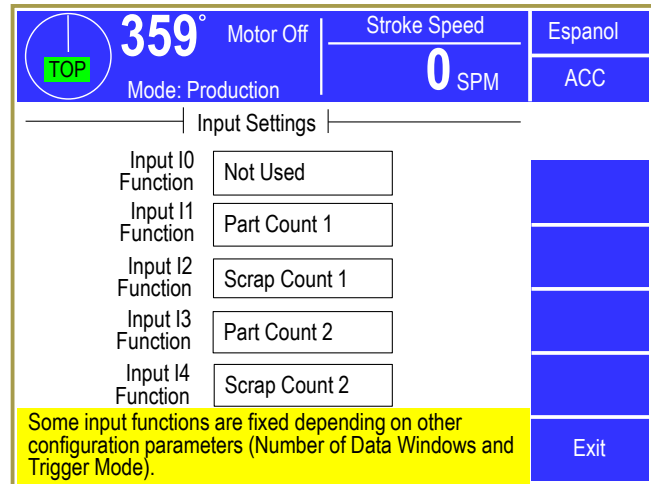 359° Motor Off
TOP
Mode: Production
Stroke Speed
0 SPM
Espanol
ACC
Input Settings
Input I0
Function
Not Used
Input I1
Function
Part Count 1
Input I2
Function
Scrap Count 1
Input I3
Function
Part Count 2
Input I4
Function
Scrap Count 2
Some input functions are fixed depending on other
configuration parameters (Number of Data Windows and
Trigger Mode).
Exit